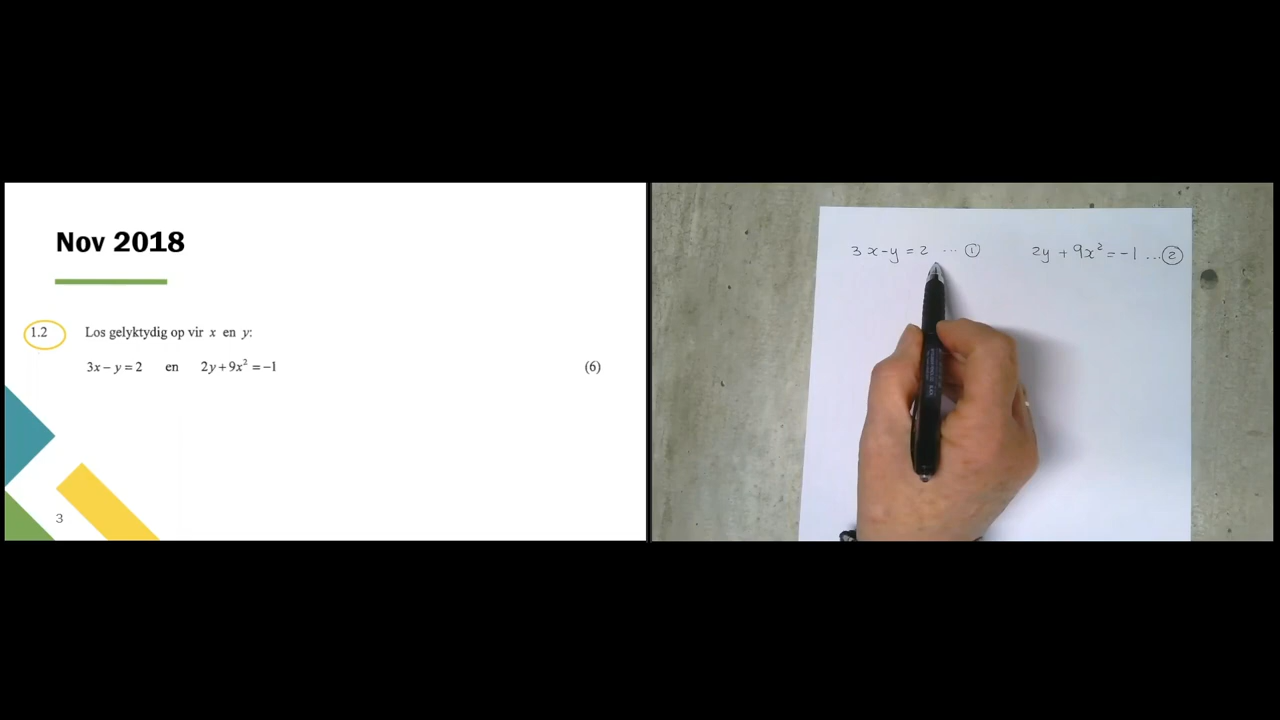 Nov 2018
1.2 Los gelyktydig op vir x en y:
3x − y = 2 en 2y + 9x² = −1 (6)
3
3x − y = 2 ... ① 2y + 9x² = −1 ... ②